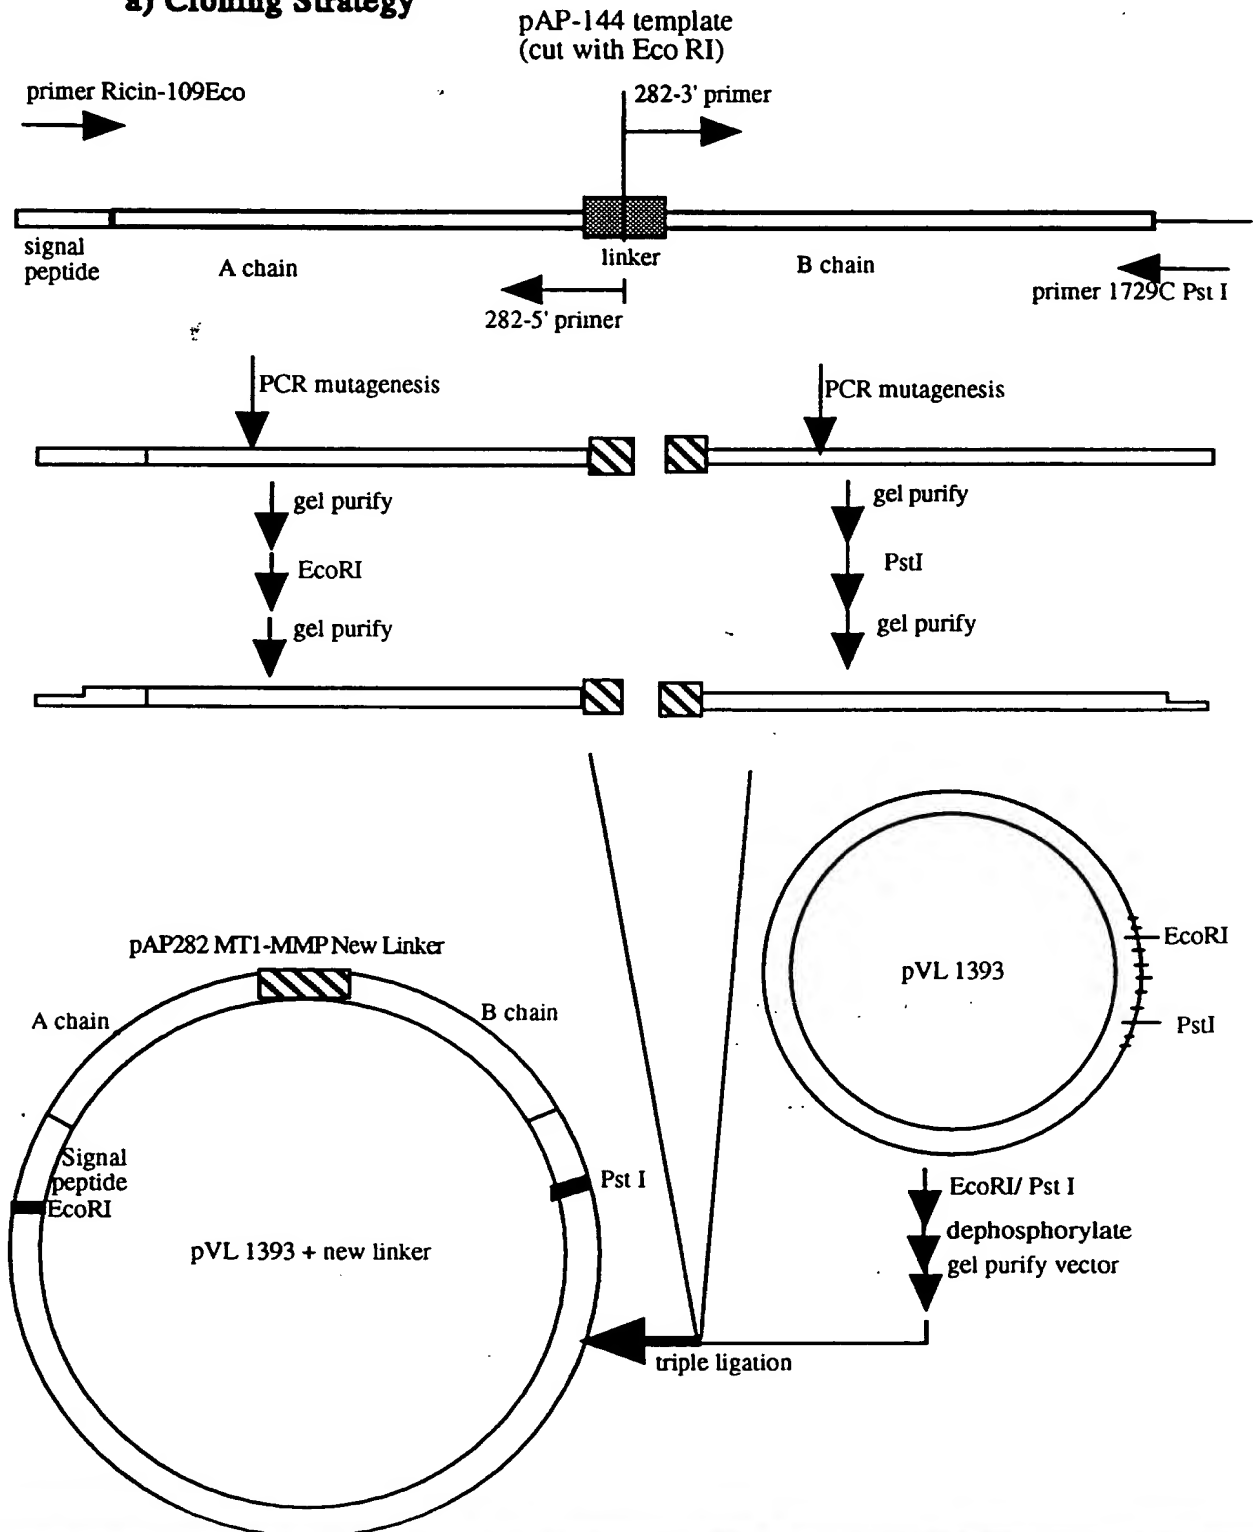 a) Cloning Strategy
pAP-144 template
(cut with Eco RI)
primer Ricin-109Eco
282-3' primer
signal
peptide
A chain
linker
B chain
282-5' primer
primer 1729C Pst I
PCR mutagenesis
PCR mutagenesis
gel purify
gel purify
EcoRI
PstI
gel purify
gel purify
pAP282 MT1-MMP New Linker
A chain
B chain
pVL 1393
EcoRI
PstI
Signal
peptide
EcoRI
Pst I
pVL 1393 + new linker
EcoRI/ Pst I
dephosphorylate
gel purify vector
triple ligation